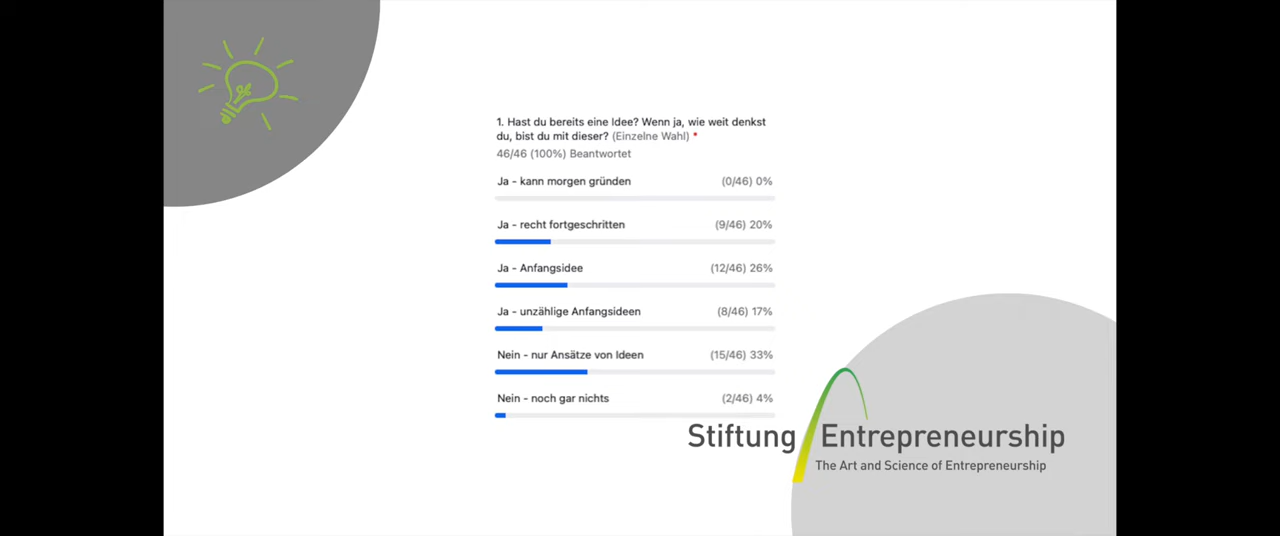 1. Hast du bereits eine Idee? Wenn ja, wie weit denkst
du, bist du mit dieser? (Einzelne Wahl) *
46/46 (100%) Beantwortet
Ja - kann morgen gründen (0/46) 0%
Ja - recht fortgeschritten (9/46) 20%
Ja - Anfangsidee (12/46) 26%
Ja - unzählige Anfangsideen (8/46) 17%
Nein - nur Ansätze von Ideen (15/46) 33%
Nein - noch gar nichts (2/46) 4%
Stiftung Entrepreneurship
The Art and Science of Entrepreneurship